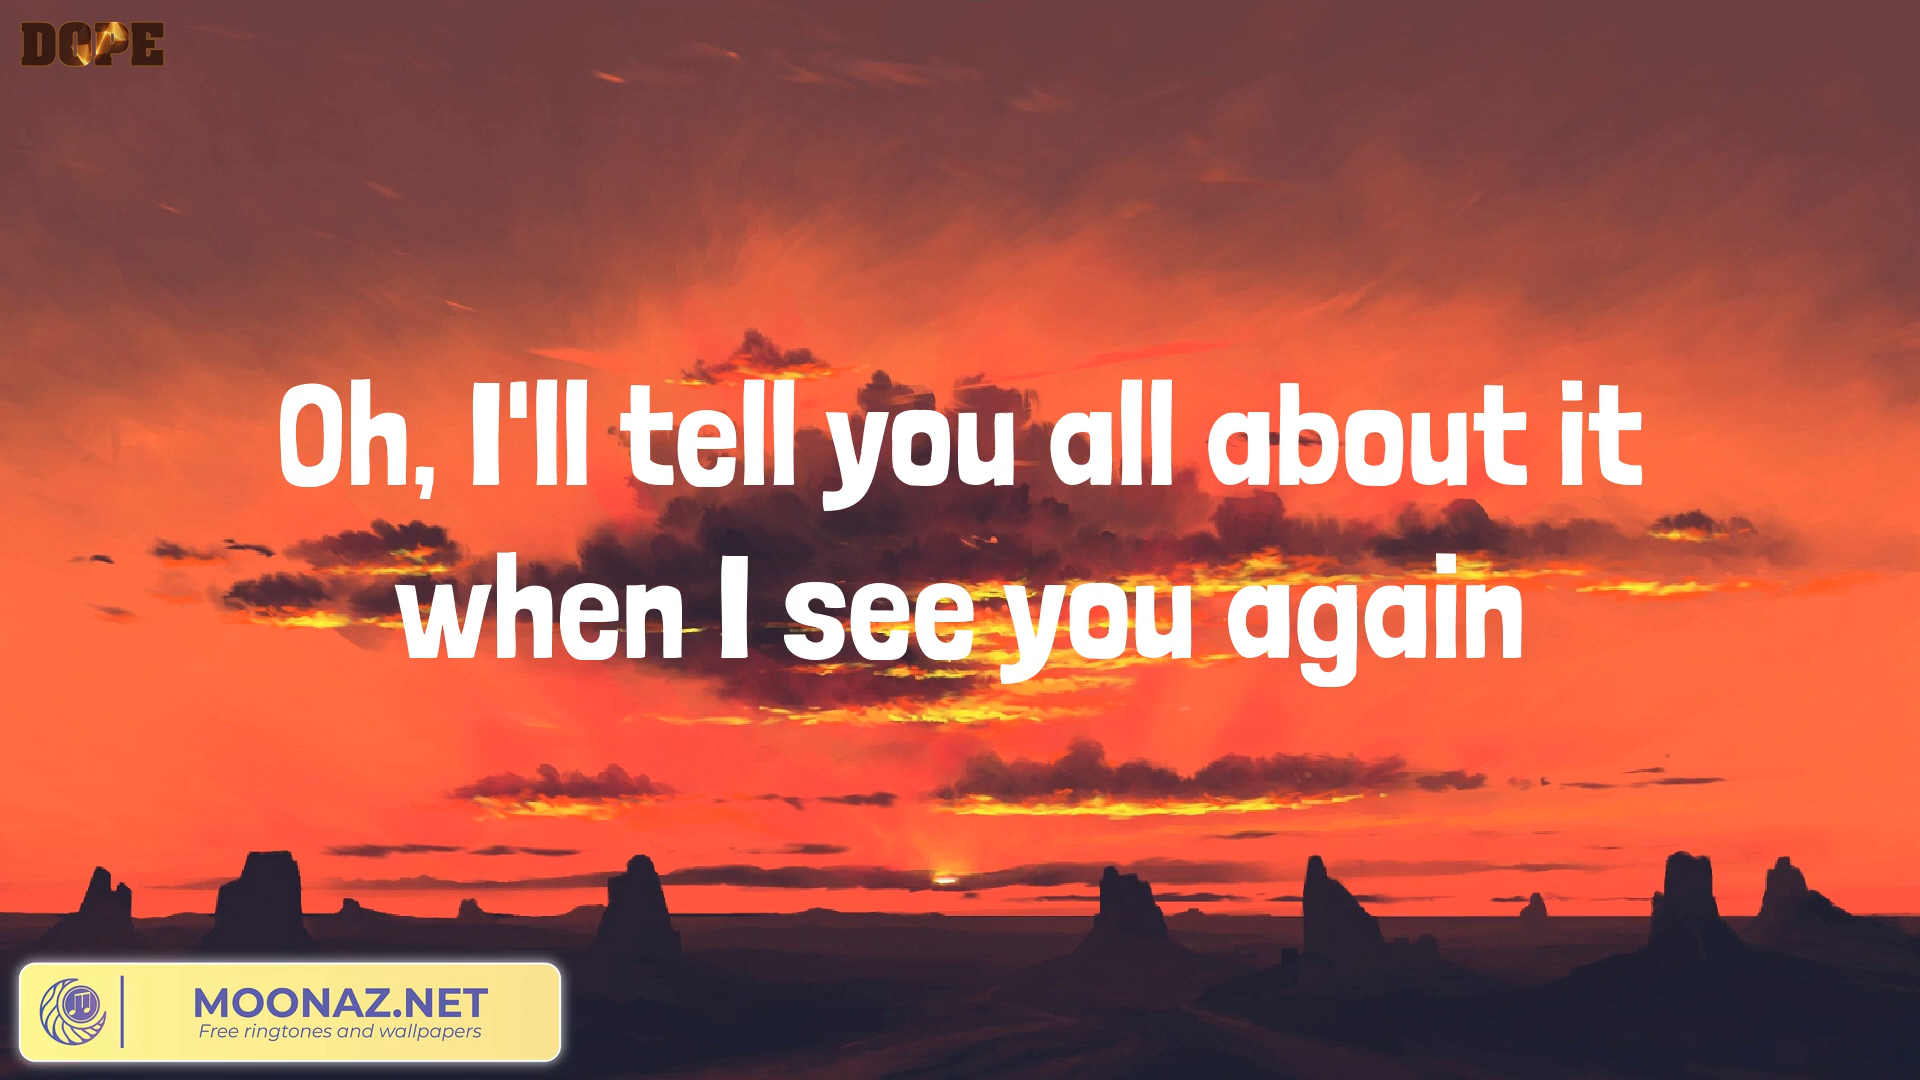 DOPE
Oh, I'll tell you all about it
when I see you again
MOONAZ.NET
Free ringtones and wallpapers